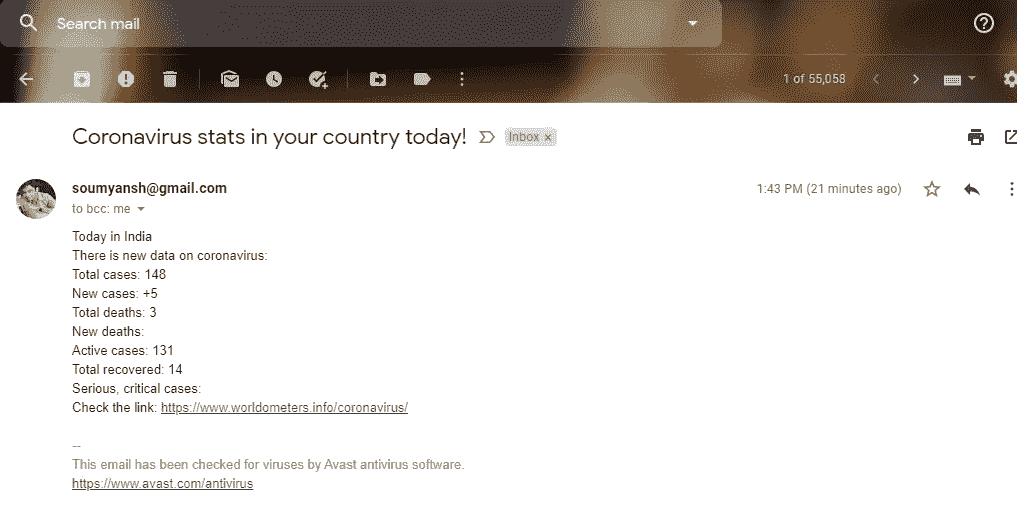 Search mail
1 of 55,058
Coronavirus stats in your country today!
Inbox ×
soumyansh@gmail.com
1:43 PM (21 minutes ago)
to bcc: me
Today in India
There is new data on coronavirus:
Total cases: 148
New cases: +5
Total deaths: 3
New deaths:
Active cases: 131
Total recovered: 14
Serious, critical cases:
Check the link: https://www.worldometers.info/coronavirus/
--
This email has been checked for viruses by Avast antivirus software.
https://www.avast.com/antivirus